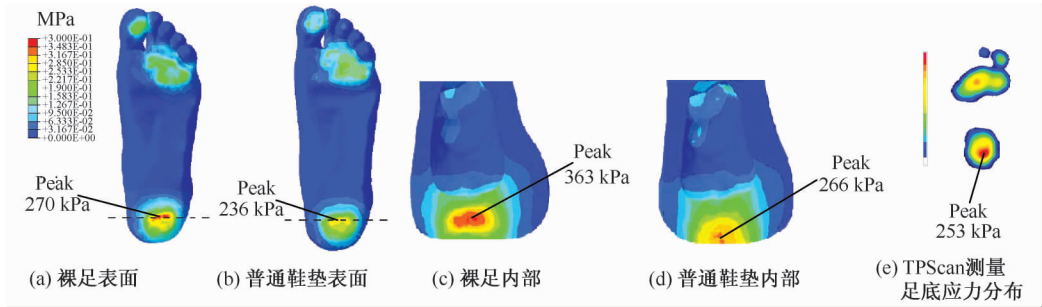 MPa
+3.000E-01
+3.483E-01
+3.167E-01
+2.850E-01
+2.533E-01
+2.217E-01
+1.900E-01
+1.583E-01
+1.267E-01
+9.500E-02
+6.333E-02
+3.167E-02
+0.000E+00
Peak
270 kPa
Peak
236 kPa
Peak
363 kPa
Peak
266 kPa
Peak
253 kPa
(a) 裸足表面
(b) 普通鞋垫表面
(c) 裸足内部
(d) 普通鞋垫内部
(e) TPScan测量
足底应力分布